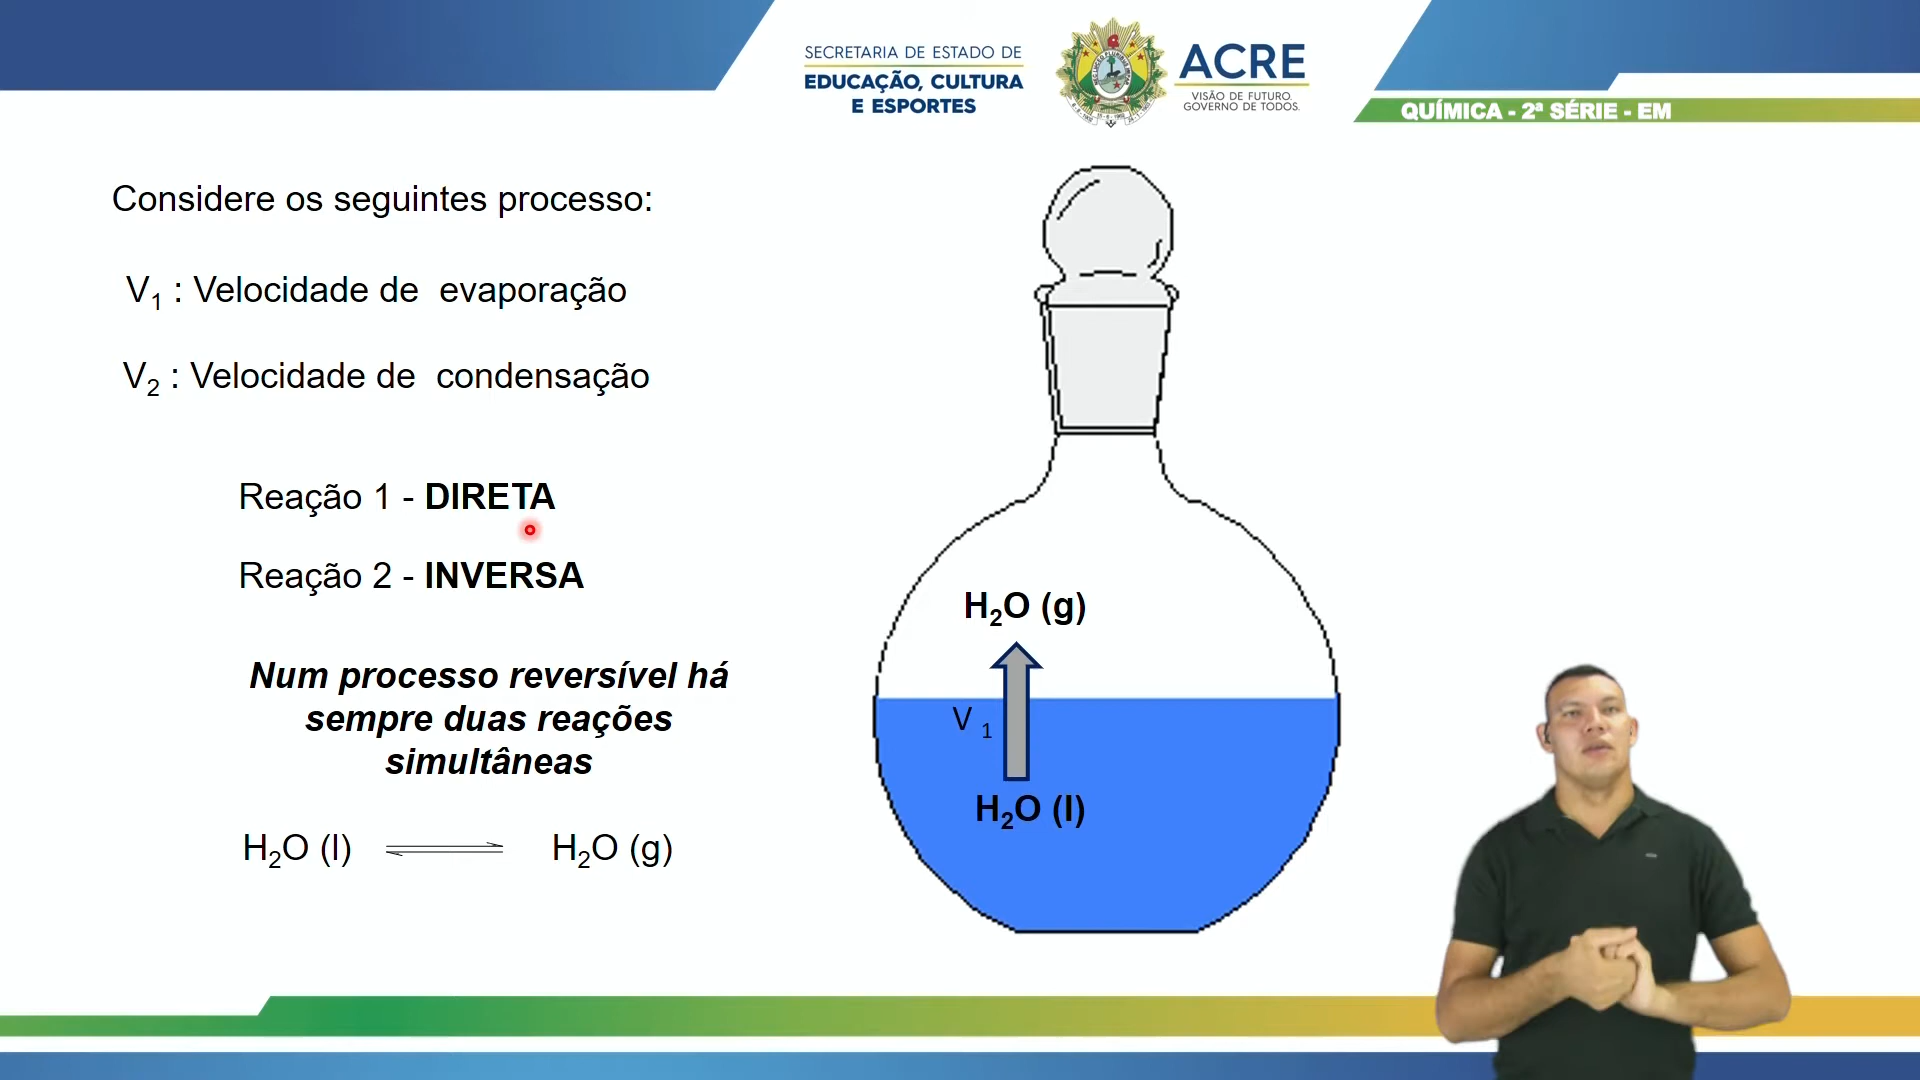 SECRETARIA DE ESTADO DE
EDUCAÇÃO, CULTURA
E ESPORTES
ACRE
VISÃO DE FUTURO.
GOVERNO DE TODOS.
QUÍMICA - 2ª SÉRIE - EM
Considere os seguintes processo:
V₁ : Velocidade de evaporação
V₂ : Velocidade de condensação
Reação 1 - DIRETA
Reação 2 - INVERSA
Num processo reversível há
sempre duas reações
simultâneas
H₂O (l) ⇌ H₂O (g)
H₂O (g)
V ₁
H₂O (l)